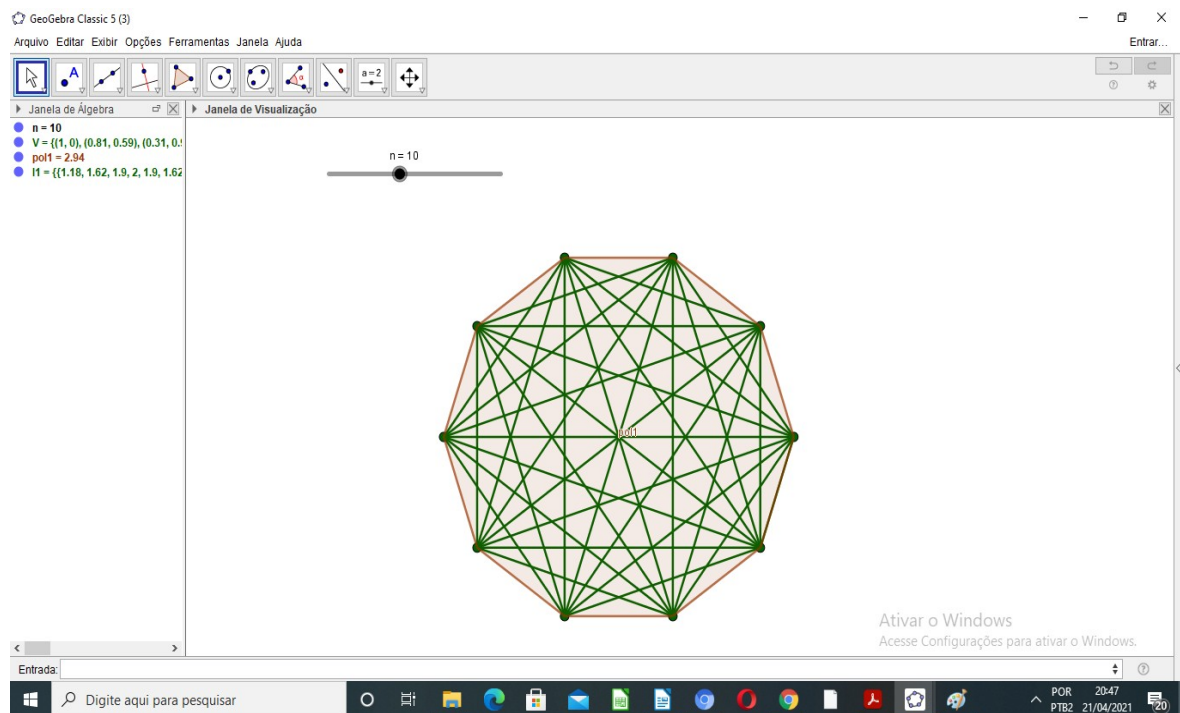 GeoGebra Classic 5 (3)
Arquivo Editar Exibir Opções Ferramentas Janela Ajuda
Entrar...
A
α
a=2
Janela de Álgebra
Janela de Visualização
n = 10
V = {(1, 0), (0.81, 0.59), (0.31, 0.
pol1 = 2.94
l1 = {{1.18, 1.62, 1.9, 2, 1.9, 1.62
n = 10
pol1
Ativar o Windows
Acesse Configurações para ativar o Windows.
Entrada:
Digite aqui para pesquisar
POR
PTB2
20:47
21/04/2021
20